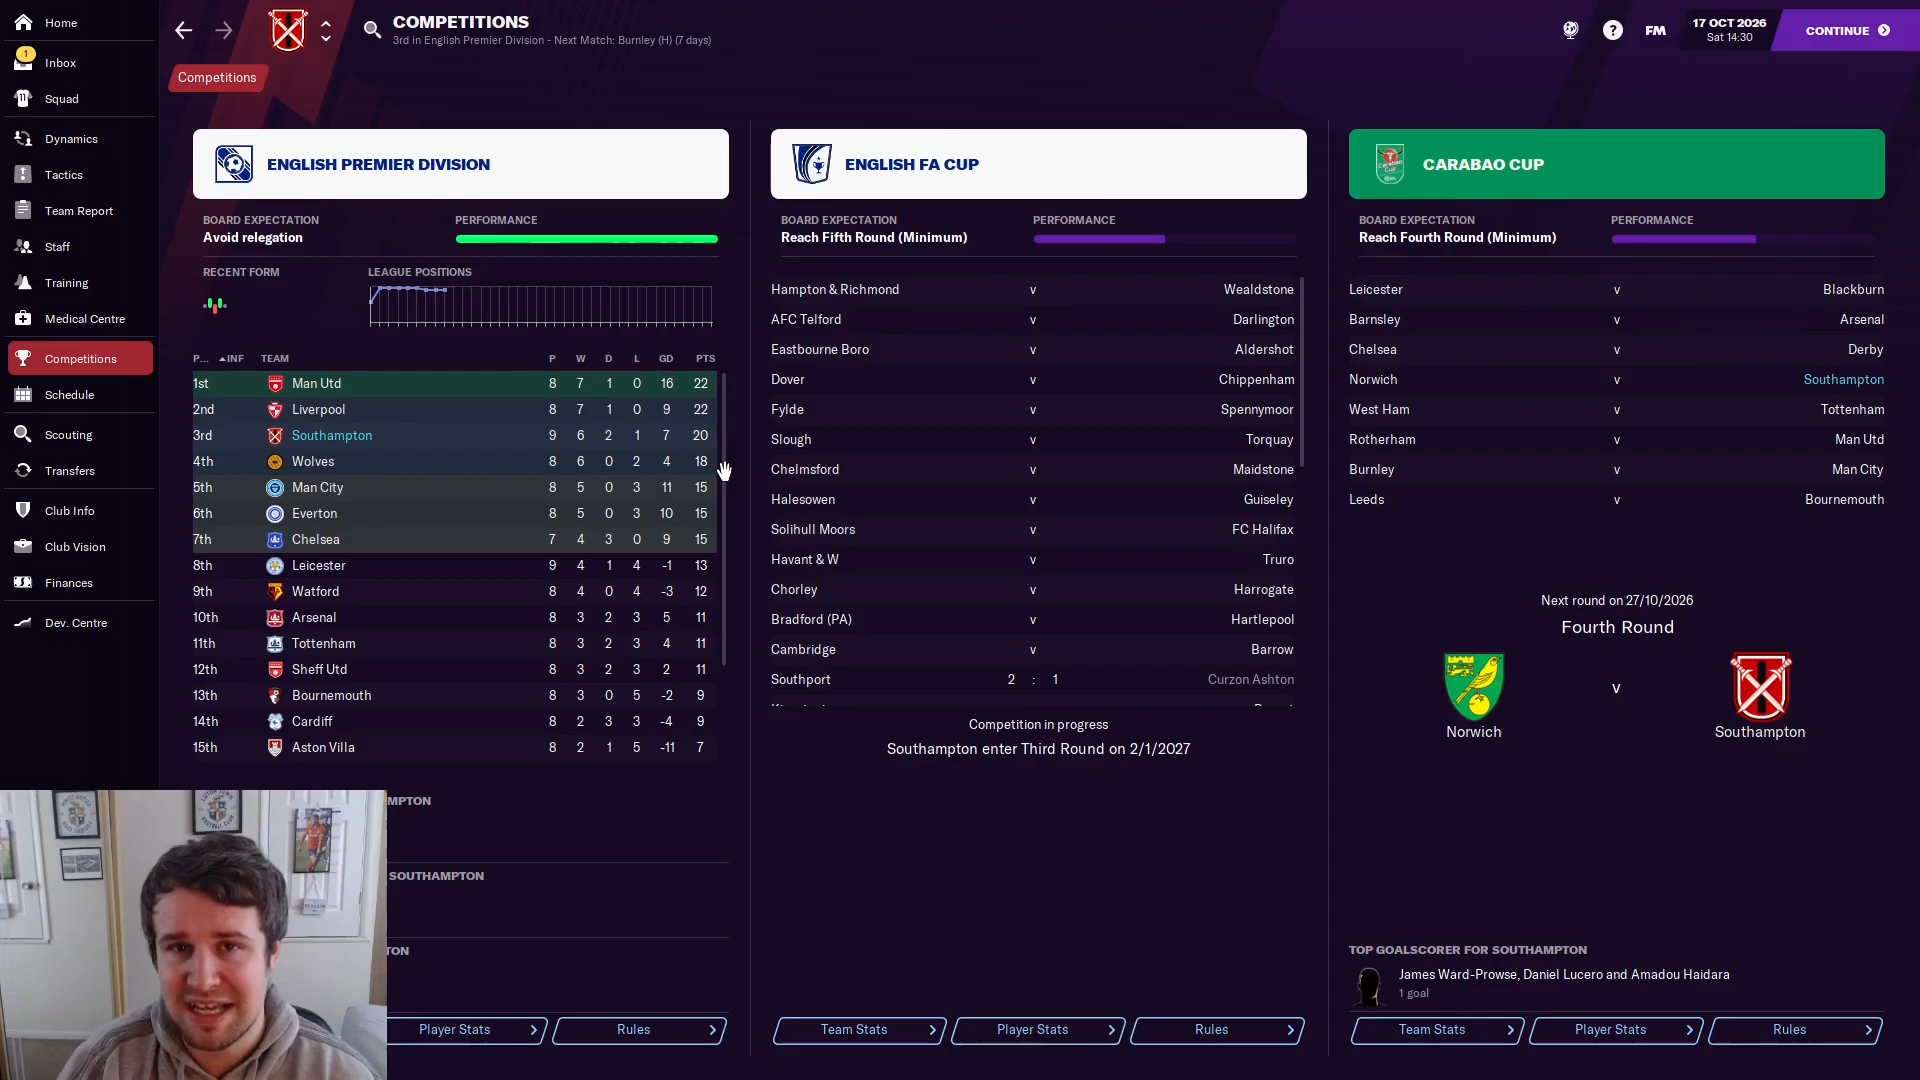 Home
1
Inbox
Squad
Dynamics
Tactics
Team Report
Staff
Training
Medical Centre
Competitions
Schedule
Scouting
Transfers
Club Info
Club Vision
Finances
Dev. Centre
COMPETITIONS
3rd in English Premier Division - Next Match: Burnley (H) (7 days)
FM
17 OCT 2026
Sat 14:30
CONTINUE
Competitions
ENGLISH PREMIER DIVISION
BOARD EXPECTATION PERFORMANCE
Avoid relegation
RECENT FORM LEAGUE POSITIONS
P... INF TEAM P W D L GD PTS
1st Man Utd 8 7 1 0 16 22
2nd Liverpool 8 7 1 0 9 22
3rd Southampton 9 6 2 1 7 20
4th Wolves 8 6 0 2 4 18
5th Man City 8 5 0 3 11 15
6th Everton 8 5 0 3 10 15
7th Chelsea 7 4 3 0 9 15
8th Leicester 9 4 1 4 -1 13
9th Watford 8 4 0 4 -3 12
10th Arsenal 8 3 2 3 5 11
11th Tottenham 8 3 2 3 4 11
12th Sheff Utd 8 3 2 3 2 11
13th Bournemouth 8 3 0 5 -2 9
14th Cardiff 8 2 3 3 -4 9
15th Aston Villa 8 2 1 5 -11 7
MPTON
SOUTHAMPTON
TON
Player Stats
Rules
ENGLISH FA CUP
BOARD EXPECTATION PERFORMANCE
Reach Fifth Round (Minimum)
Hampton & Richmond v Wealdstone
AFC Telford v Darlington
Eastbourne Boro v Aldershot
Dover v Chippenham
Fylde v Spennymoor
Slough v Torquay
Chelmsford v Maidstone
Halesowen v Guiseley
Solihull Moors v FC Halifax
Havant & W v Truro
Chorley v Harrogate
Bradford (PA) v Hartlepool
Cambridge v Barrow
Southport 2 : 1 Curzon Ashton
Competition in progress
Southampton enter Third Round on 2/1/2027
Team Stats
Player Stats
Rules
CARABAO CUP
BOARD EXPECTATION PERFORMANCE
Reach Fourth Round (Minimum)
Leicester v Blackburn
Barnsley v Arsenal
Chelsea v Derby
Norwich v Southampton
West Ham v Tottenham
Rotherham v Man Utd
Burnley v Man City
Leeds v Bournemouth
Next round on 27/10/2026
Fourth Round
v
Norwich Southampton
TOP GOALSCORER FOR SOUTHAMPTON
James Ward-Prowse, Daniel Lucero and Amadou Haidara
1 goal
Team Stats
Player Stats
Rules